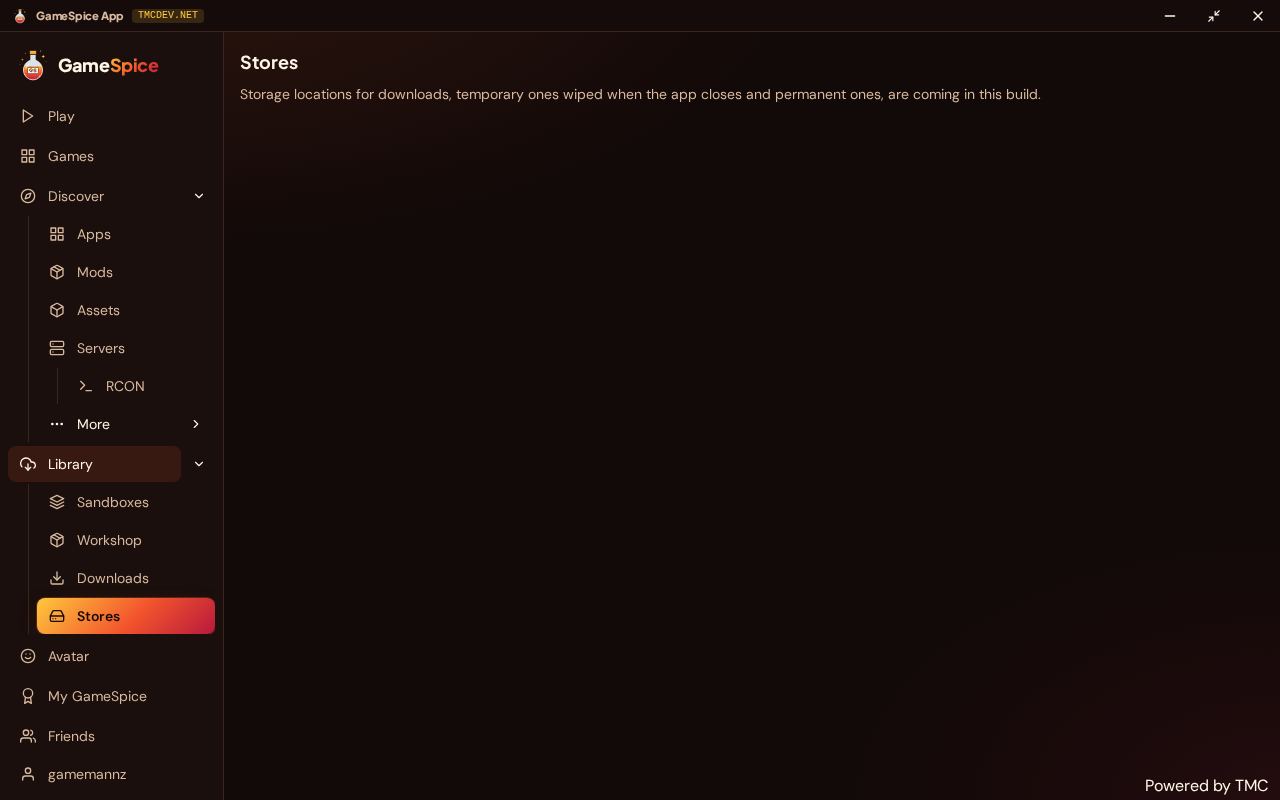 GameSpice App TMCDEV.NET
GameSpice
Play
Games
Discover
Apps
Mods
Assets
Servers
RCON
More
Library
Sandboxes
Workshop
Downloads
Stores
Avatar
My GameSpice
Friends
gamemannz
Stores
Storage locations for downloads, temporary ones wiped when the app closes and permanent ones, are coming in this build.
Powered by TMC